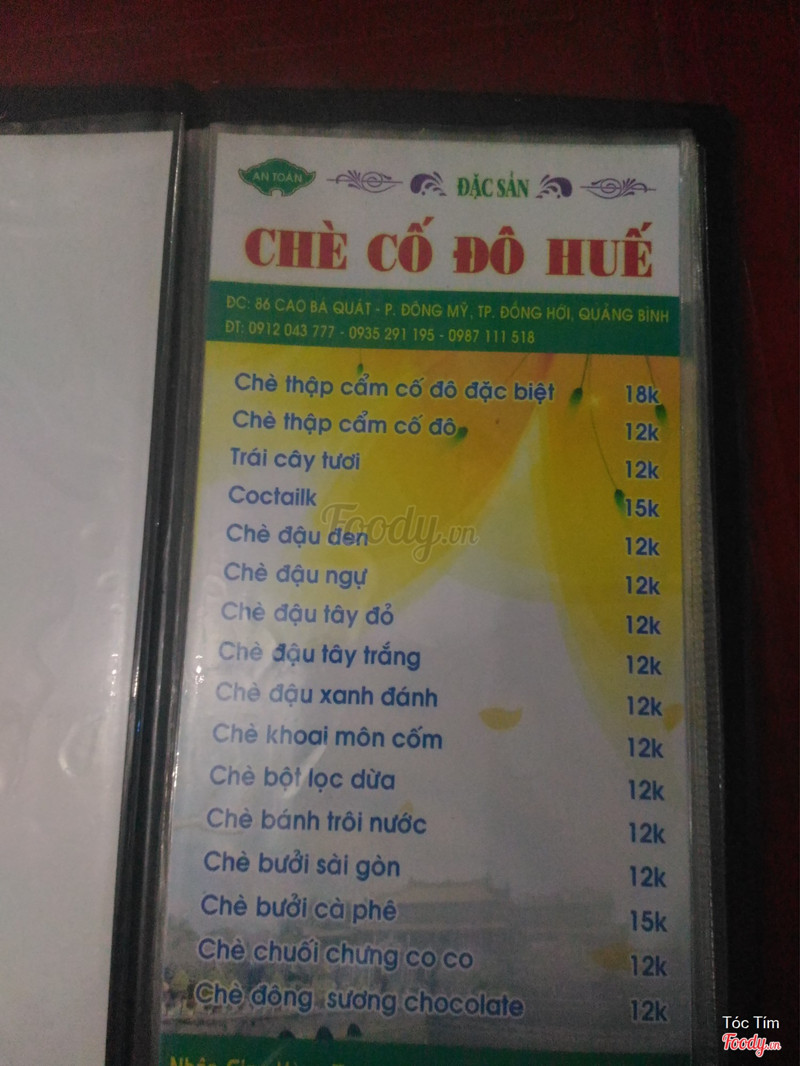 AN TOÀN
ĐẶC SẢN
CHÈ CỐ ĐÔ HUẾ
ĐC: 86 CAO BÁ QUÁT - P. ĐỒNG MỸ, TP. ĐỒNG HỚI, QUẢNG BÌNH
ĐT: 0912 043 777 - 0935 291 195 - 0987 111 518
Chè thập cẩm cố đô đặc biệt 18k
Chè thập cẩm cố đô 12k
Trái cây tươi 12k
Coctailk 15k
Chè đậu đen 12k
Chè đậu ngự 12k
Chè đậu tây đỏ 12k
Chè đậu tây trắng 12k
Chè đậu xanh đánh 12k
Chè khoai môn cốm 12k
Chè bột lọc dừa 12k
Chè bánh trôi nước 12k
Chè bưởi sài gòn 12k
Chè bưởi cà phê 15k
Chè chuối chưng co co 12k
Chè đông sương chocolate 12k
Foody.vn
Tóc Tím
Foody.vn